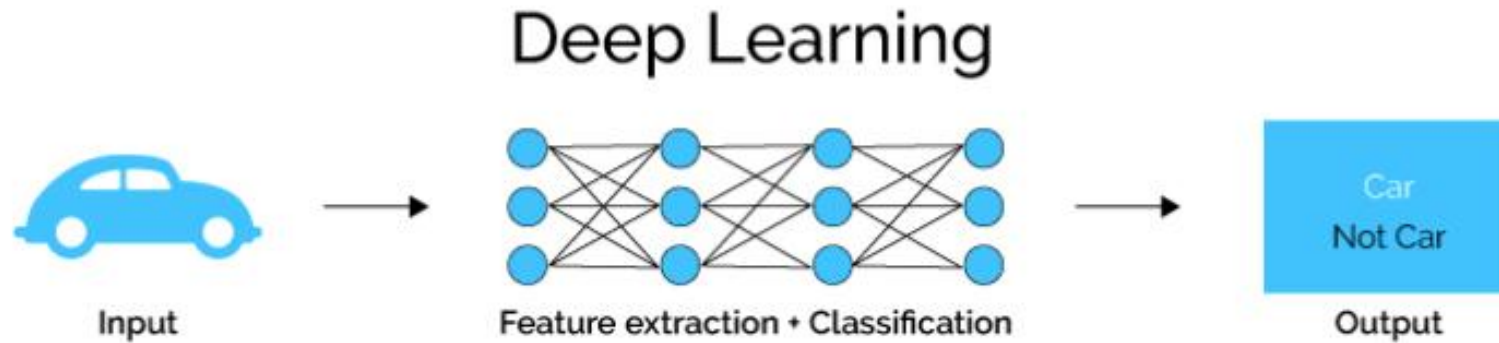 Deep Learning
Car
Not Car
Input
Feature extraction + Classification
Output